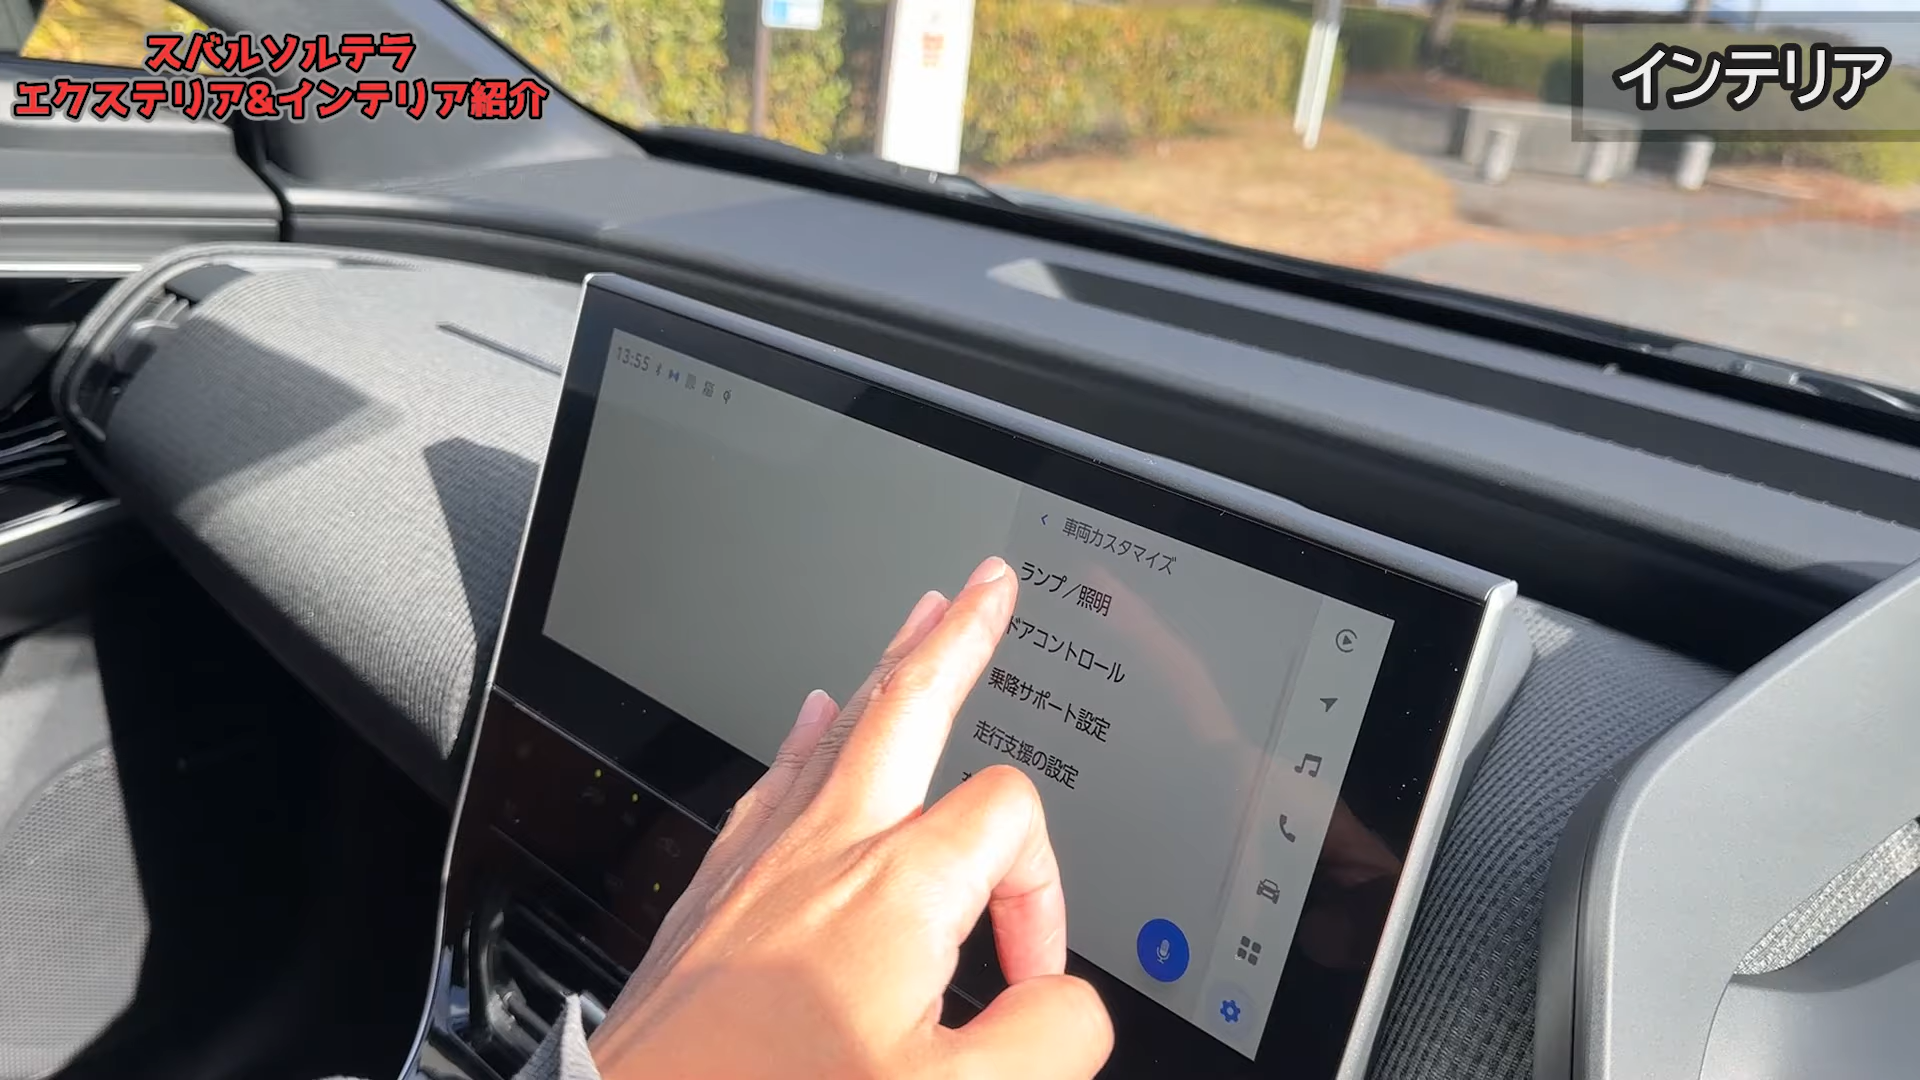 スバルソルテラ
エクステリア&インテリア紹介
インテリア
13:55
車両カスタマイズ
ランプ／照明
ドアコントロール
乗降サポート設定
走行支援の設定